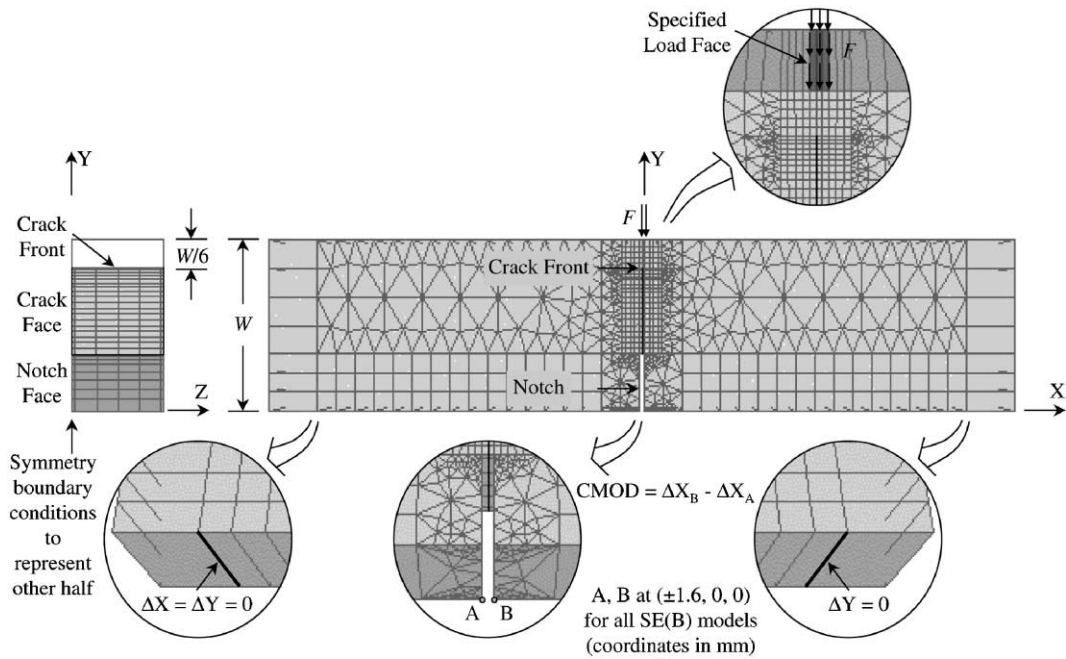 Specified
Load Face
F
Y
Y
Crack
Front
F
W/6
Crack Front
Crack
Face
W
Notch
Face
Notch
Z
X
Symmetry
boundary
conditions
to
represent
other half
CMOD = ΔX_B - ΔX_A
ΔX = ΔY = 0
A
B
A, B at (±1.6, 0, 0)
for all SE(B) models
(coordinates in mm)
ΔY = 0